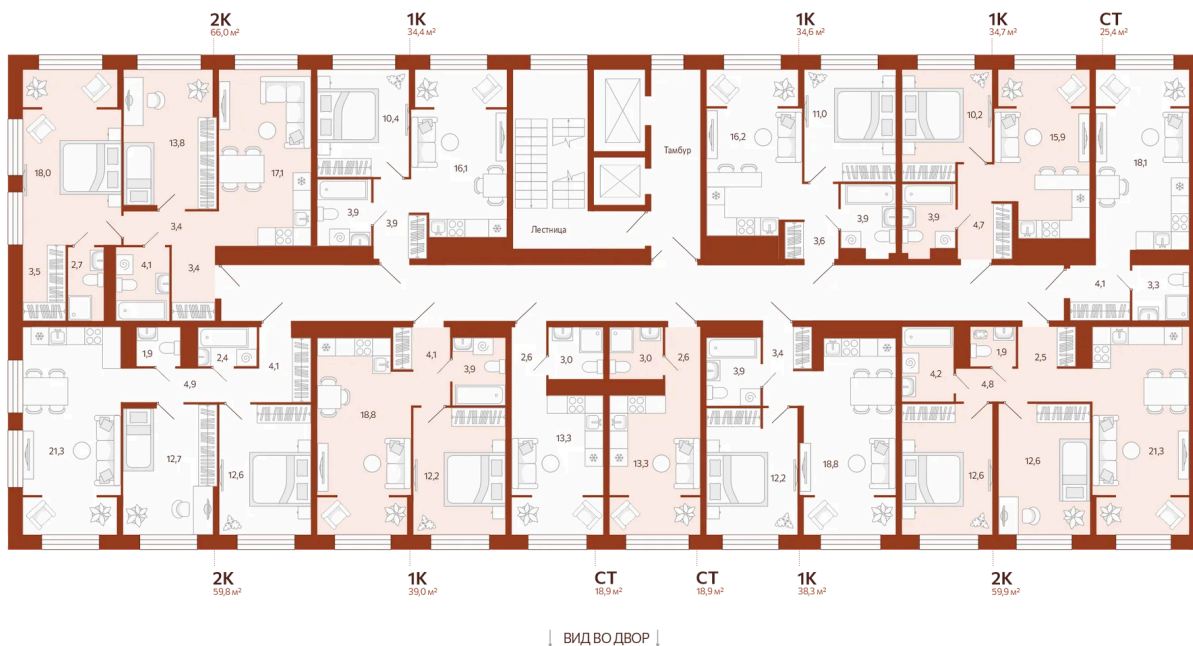 2К
66,0 м²
1К
34,4 м²
1К
34,6 м²
1К
34,7 м²
СТ
25,4 м²
18,0
13,8
17,1
10,4
16,1
Тамбур
16,2
11,0
10,2
15,9
18,1
3,4
3,9
3,9
Лестница
3,6
3,9
3,9
4,7
3,5
2,7
4,1
3,4
4,1
3,3
1,9
2,4
4,1
4,9
4,1
3,9
2,6
3,0
3,0
2,6
3,4
3,9
4,2
1,9
2,5
4,8
21,3
12,7
12,6
18,8
12,2
13,3
13,3
12,2
18,8
12,6
12,6
21,3
2К
59,8 м²
1К
39,0 м²
СТ
18,9 м²
СТ
18,9 м²
1К
38,3 м²
2К
59,9 м²
ВИД ВО ДВОР